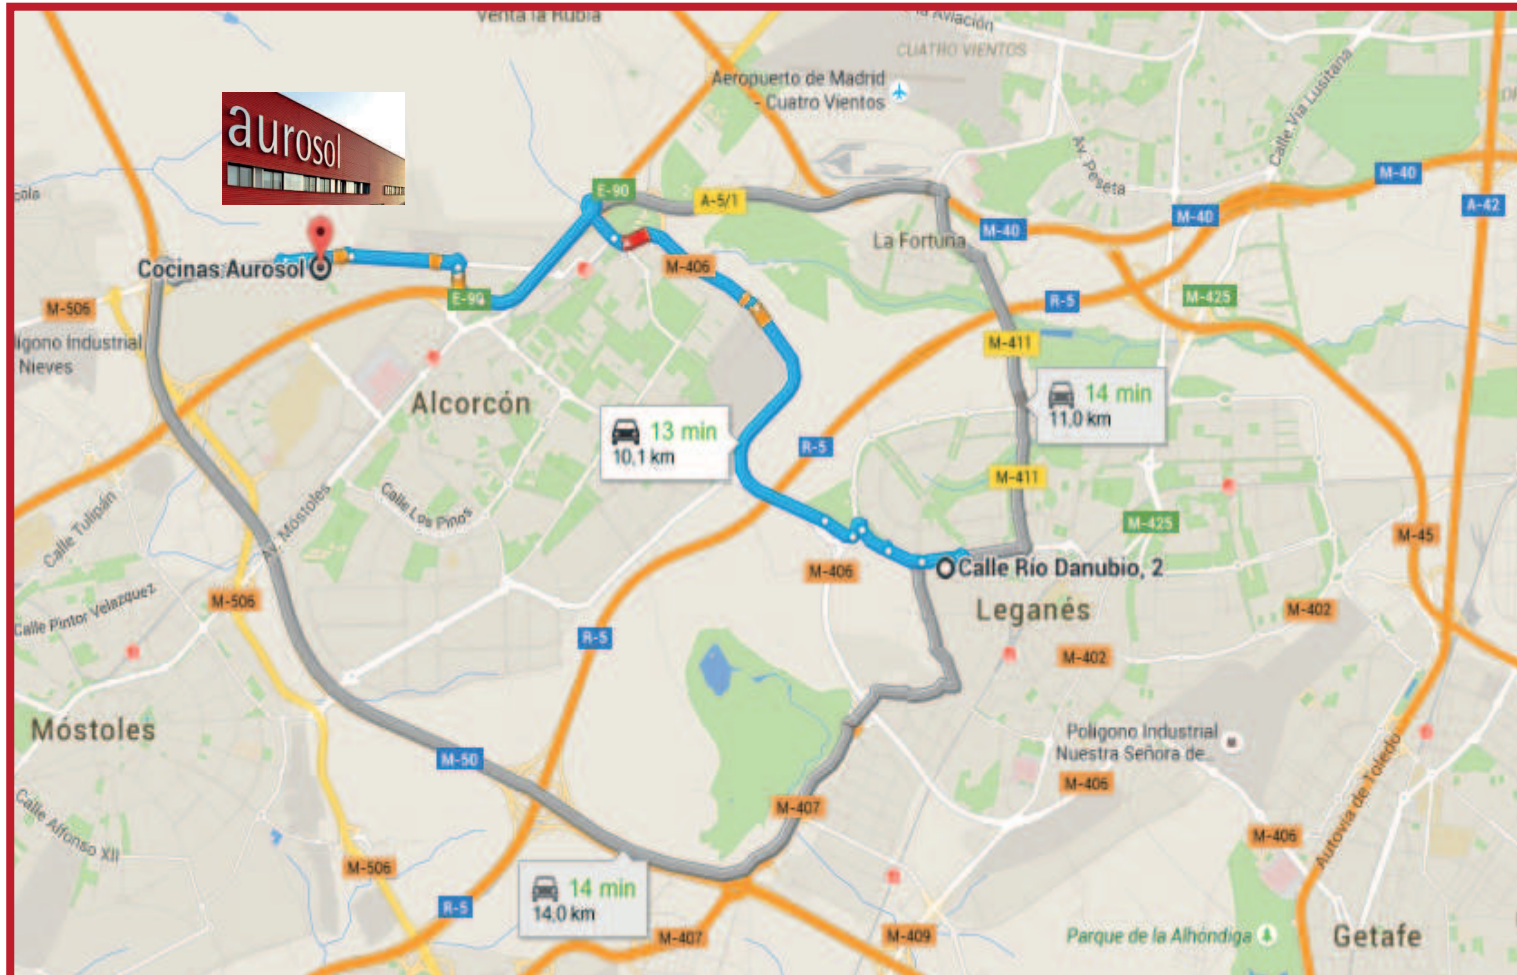 Venta la Rubia
Aviación
CUATRO VIENTOS
Aeropuerto de Madrid
- Cuatro Vientos
Calle Vía Lusitana
Av. Peseta
aurosol
E-90
A-5/1
M-40
M-40
M-40
A-42
La Fortuna
M-406
Cocinas Aurosol
E-90
M-506
R-5
M-425
Nieves
M-411
Alcorcón
14 min
11.0 km
13 min
10,1 km
R-5
M-411
Calle Tulipán
Av. Móstoles
Calle Los Pinos
M-425
M-45
M-406
Calle Río Danubio, 2
Leganés
M-506
Calle Pintor Velazquez
M-402
R-5
M-402
Móstoles
M-50
Poligono Industrial
Nuestra Señora de...
M-406
M-407
Calle Alfonso XII
Autovía de Toledo
M-406
M-506
14 min
14.0 km
R-5
M-407
M-409
Parque de la Alhóndiga
Getafe